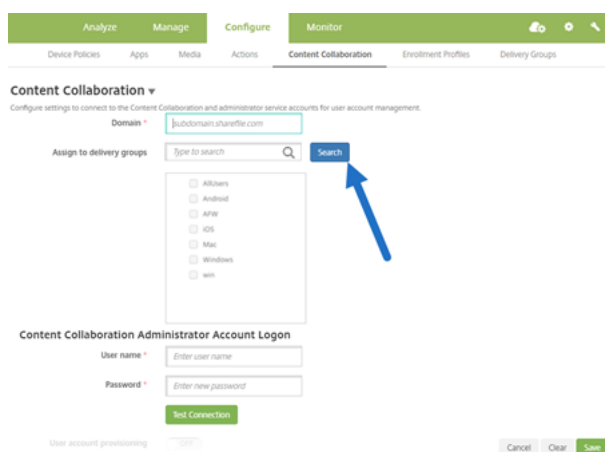 Analyze Manage Configure Monitor
Device Policies Apps Media Actions Content Collaboration Enrollment Profiles Delivery Groups
Content Collaboration
Configure settings to connect to the Content Collaboration and administrator service accounts for user account management.
Domain * subdomain.sharefile.com
Assign to delivery groups Type to search Search
AllUsers
Android
AFW
iOS
Mac
Windows
win
Content Collaboration Administrator Account Logon
User name * Enter user name
Password * Enter new password
Test Connection
User account provisioning OFF
Cancel Clear Save